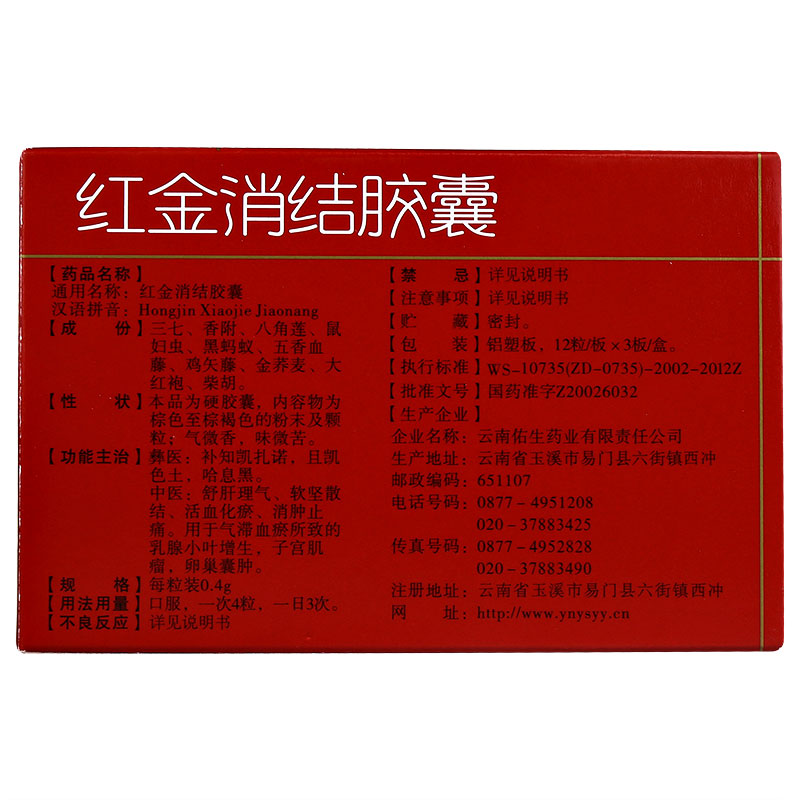 红金消结胶囊
【药品名称】
通用名称：红金消结胶囊
汉语拼音：Hongjin Xiaojie Jiaonang
【成 份】三七、香附、八角莲、鼠
妇虫、黑蚂蚁、五香血
藤、鸡矢藤、金荞麦、大
红袍、柴胡。
【性 状】本品为硬胶囊，内容物为
棕色至棕褐色的粉末及颗
粒；气微香，味微苦。
【功能主治】彝医：补知凯扎诺，且凯
色土，哈息黑。
中医：舒肝理气、软坚散
结、活血化瘀、消肿止
痛。用于气滞血瘀所致的
乳腺小叶增生，子宫肌
瘤，卵巢囊肿。
【规 格】每粒装0.4g
【用法用量】口服，一次4粒，一日3次。
【不良反应】详见说明书
【禁 忌】详见说明书
【注意事项】详见说明书
【贮 藏】密封。
【包 装】铝塑板，12粒/板×3板/盒。
【执行标准】WS-10735(ZD-0735)-2002-2012Z
【批准文号】国药准字Z20026032
【生产企业】
企业名称：云南佑生药业有限责任公司
生产地址：云南省玉溪市易门县六街镇西冲
邮政编码：651107
电话号码：0877-4951208
020-37883425
传真号码：0877-4952828
020-37883490
注册地址：云南省玉溪市易门县六街镇西冲
网 址：http://www.ynysyy.cn